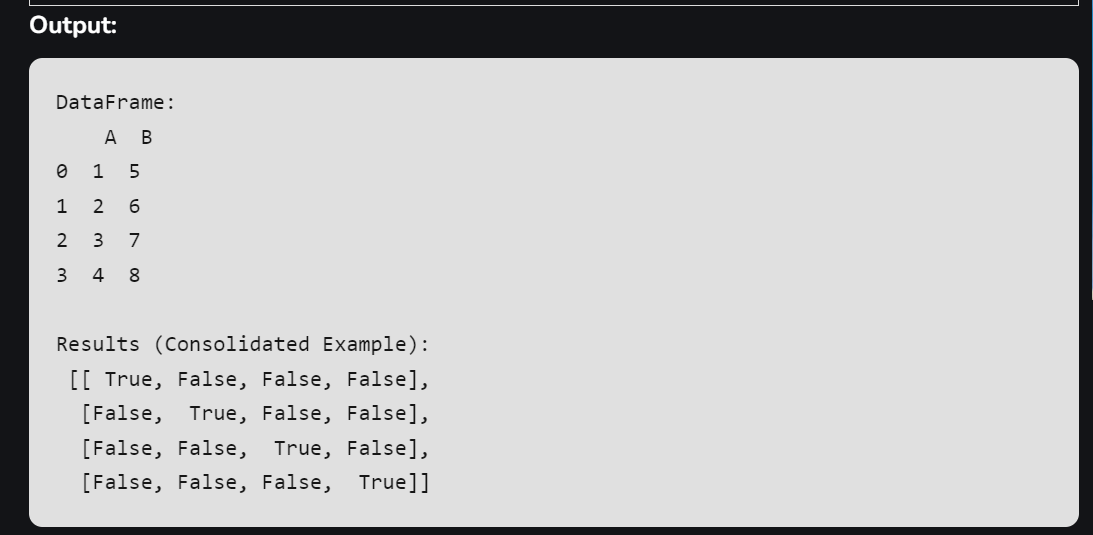 Output:
DataFrame:
    A  B
0  1  5
1  2  6
2  3  7
3  4  8
Results (Consolidated Example):
 [[ True, False, False, False],
  [False,  True, False, False],
  [False, False,  True, False],
  [False, False, False,  True]]